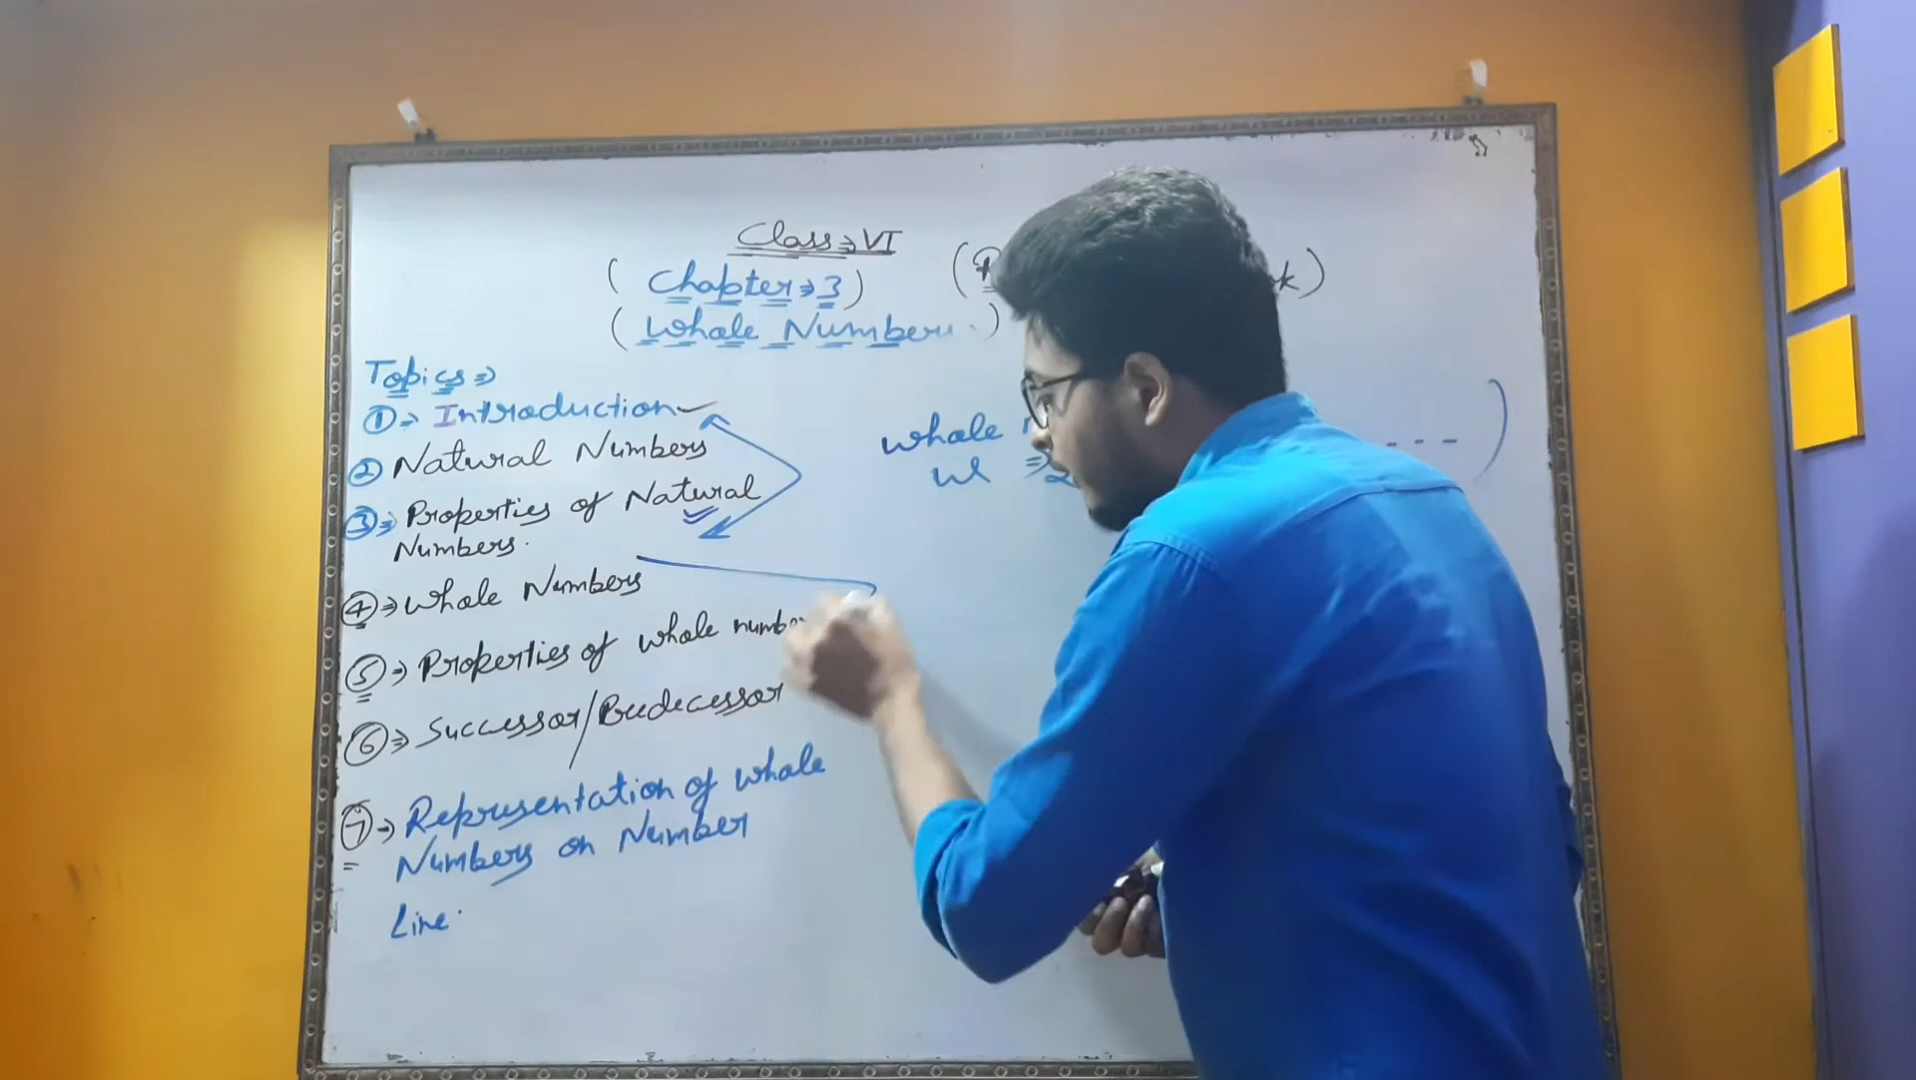 Class ⇒ VI
( Chapter ⇒ 3 )
( Whole Numbers. )
Topics ⇒
① ⇒ Introduction
② Natural Numbers
③ ⇒ Properties of Natural
Numbers.
④ ⇒ Whole Numbers
⑤ ⇒ Properties of whole number
⑥ ⇒ Successor/Predecessor
⑦ ⇒ Representation of whole
Numbers on Number
Line.
whole
W ⇒
- - - )